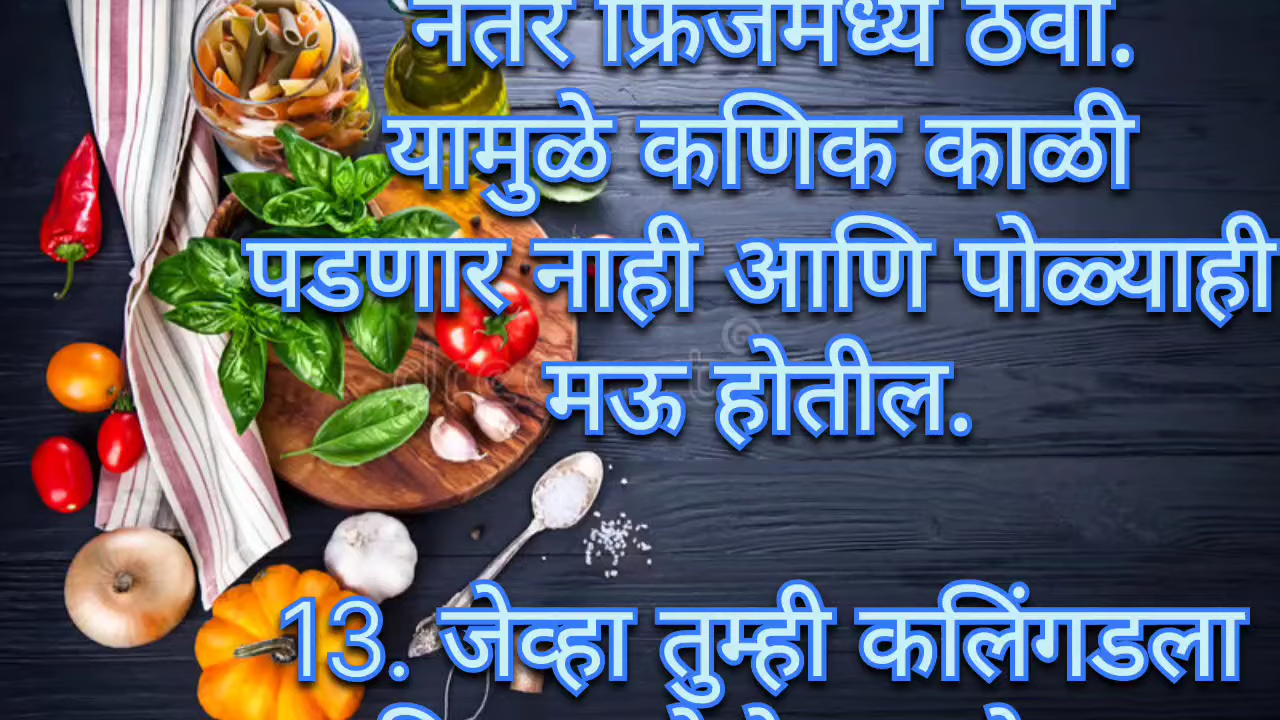 नंतर फ्रिजमध्ये ठेवा.
यामुळे कणिक काळी
पडणार नाही आणि पोळ्याही
मऊ होतील.
13. जेव्हा तुम्ही कलिंगडला